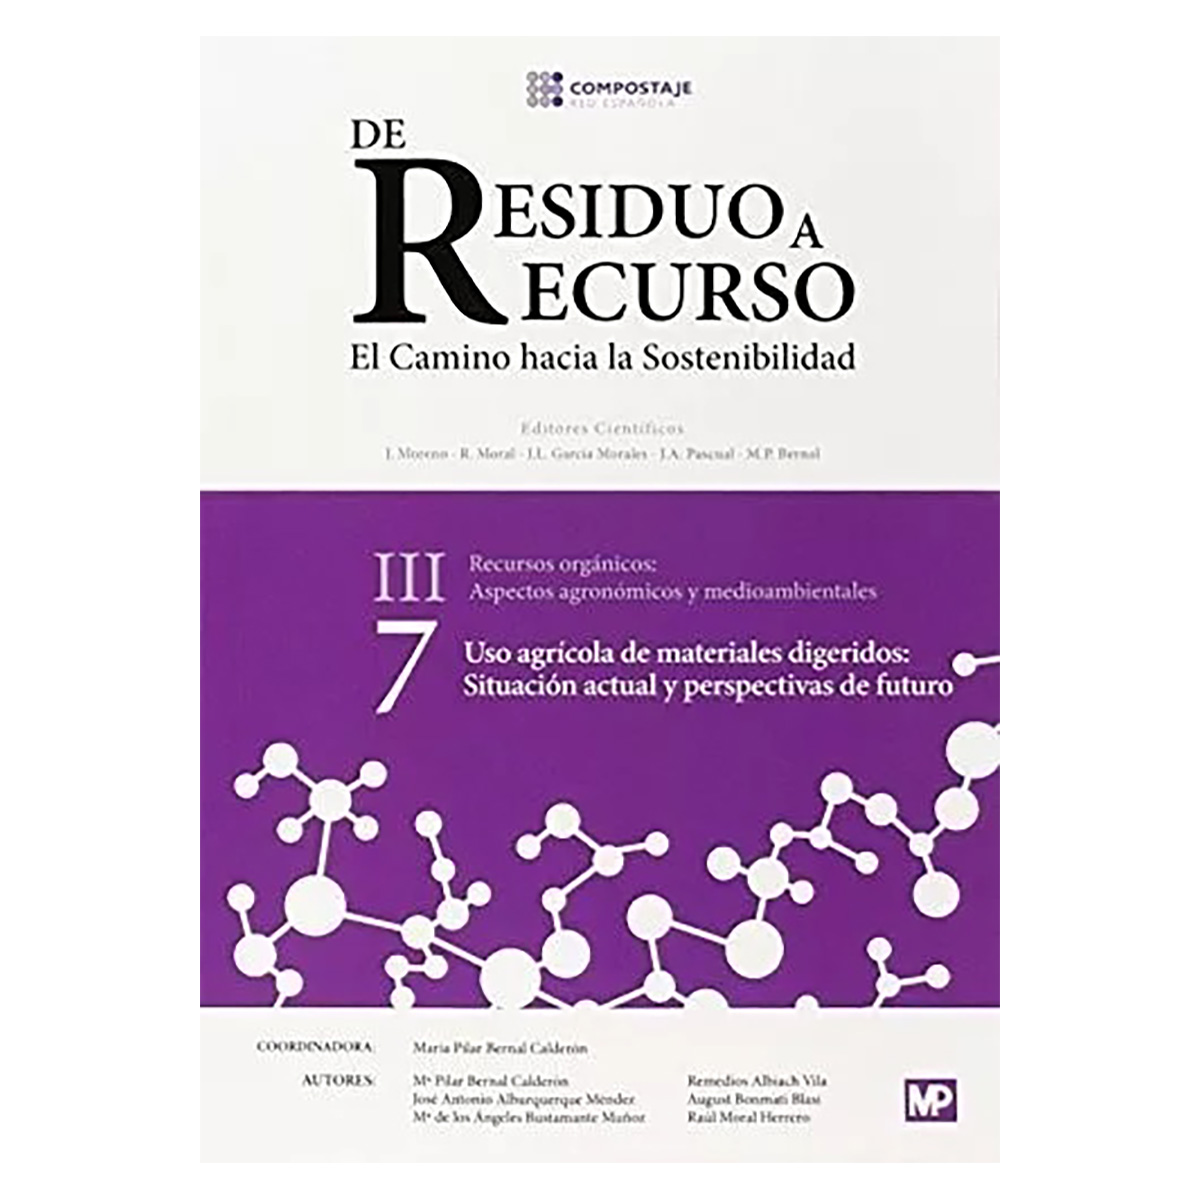 COMPOSTAJE
RED ESPAÑOLA
DE
RESIDUO A
RECURSO
El Camino hacia la Sostenibilidad
Editores Científicos
J. Moreno · R. Moral · J.L. García Morales · J.A. Pascual · M.P. Bernal
III Recursos orgánicos:
Aspectos agronómicos y medioambientales
7 Uso agrícola de materiales digeridos:
Situación actual y perspectivas de futuro
COORDINADORA: María Pilar Bernal Calderón
AUTORES: Mª Pilar Bernal Calderón Remedios Albiach Vila
José Antonio Alburquerque Méndez August Bonmatí Blasi
Mª de los Ángeles Bustamante Muñoz Raúl Moral Herrero
MP